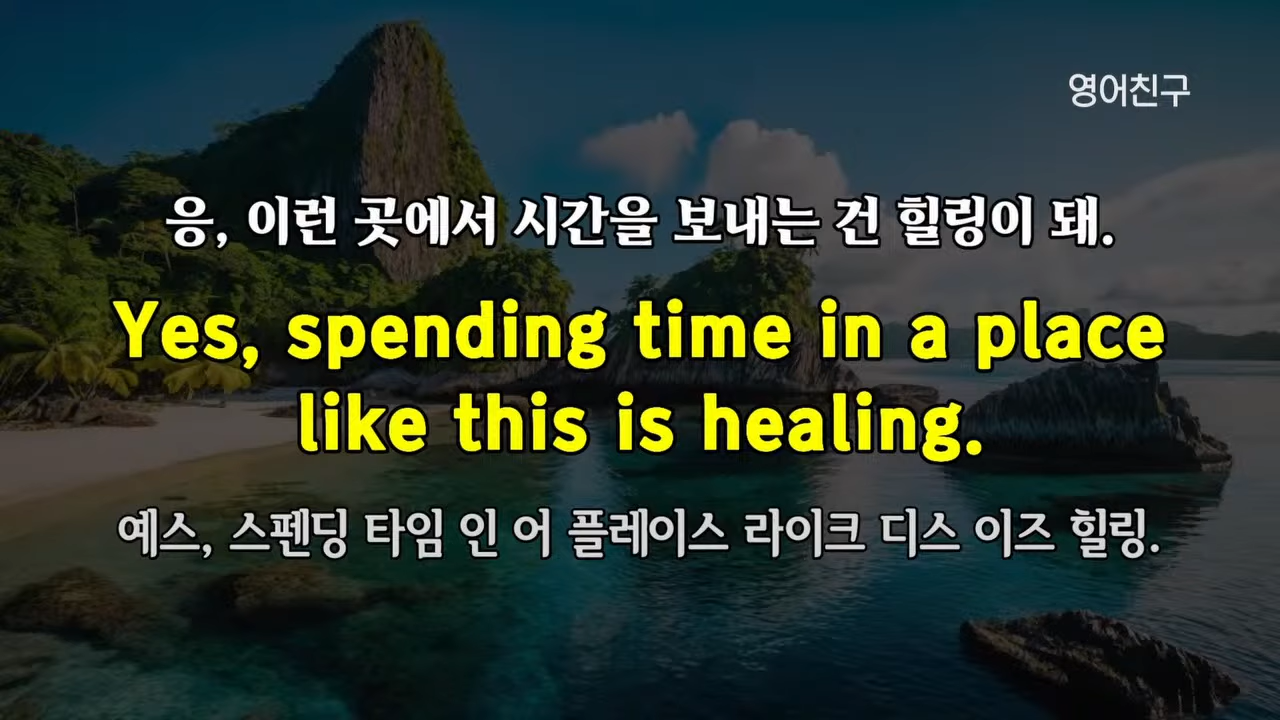 영어친구
응, 이런 곳에서 시간을 보내는 건 힐링이 돼.
Yes, spending time in a place
like this is healing.
예스, 스펜딩 타임 인 어 플레이스 라이크 디스 이즈 힐링.